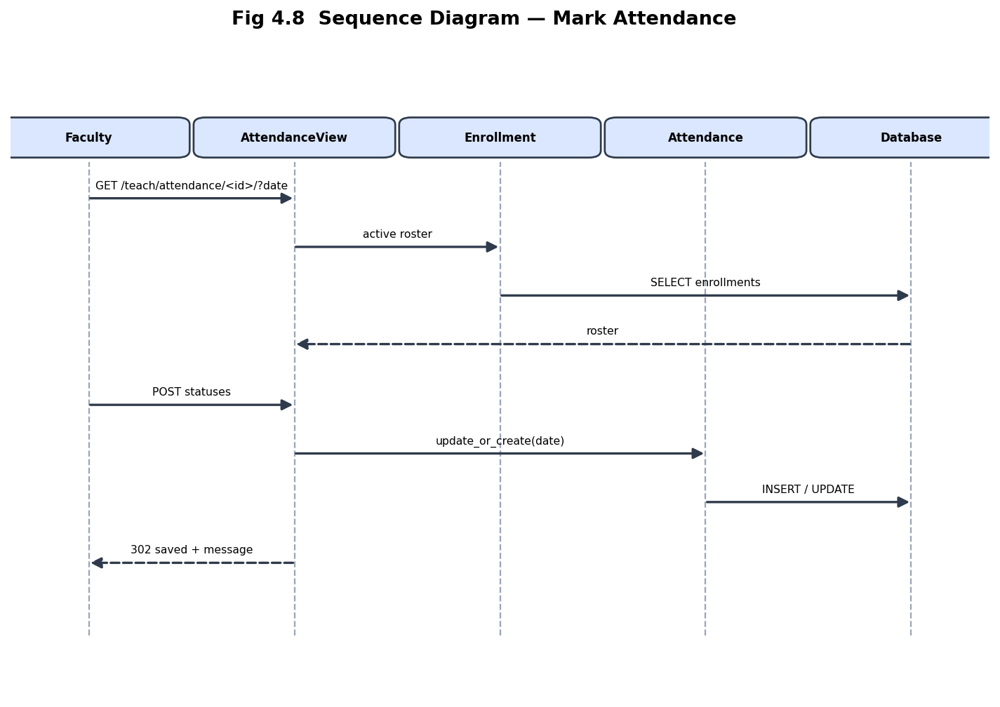 Fig 4.8  Sequence Diagram — Mark Attendance
Faculty
AttendanceView
Enrollment
Attendance
Database
GET /teach/attendance/<id>/?date
active roster
SELECT enrollments
roster
POST statuses
update_or_create(date)
INSERT / UPDATE
302 saved + message